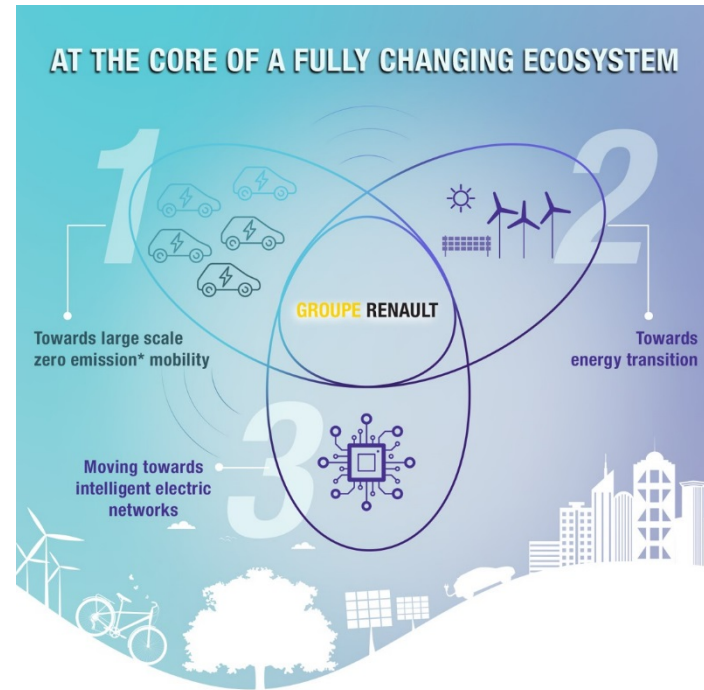 AT THE CORE OF A FULLY CHANGING ECOSYSTEM
1
2
GROUPE RENAULT
Towards large scale
zero emission* mobility
Towards
energy transition
3
Moving towards
intelligent electric
networks